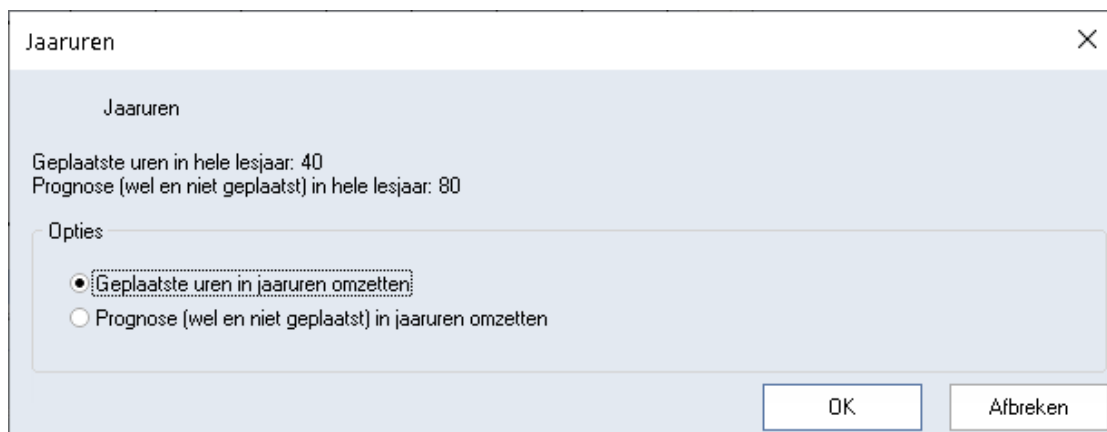 Jaaruren
Jaaruren
Geplaatste uren in hele lesjaar: 40
Prognose (wel en niet geplaatst) in hele lesjaar: 80
Opties
Geplaatste uren in jaaruren omzetten
Prognose (wel en niet geplaatst) in jaaruren omzetten
OK
Afbreken